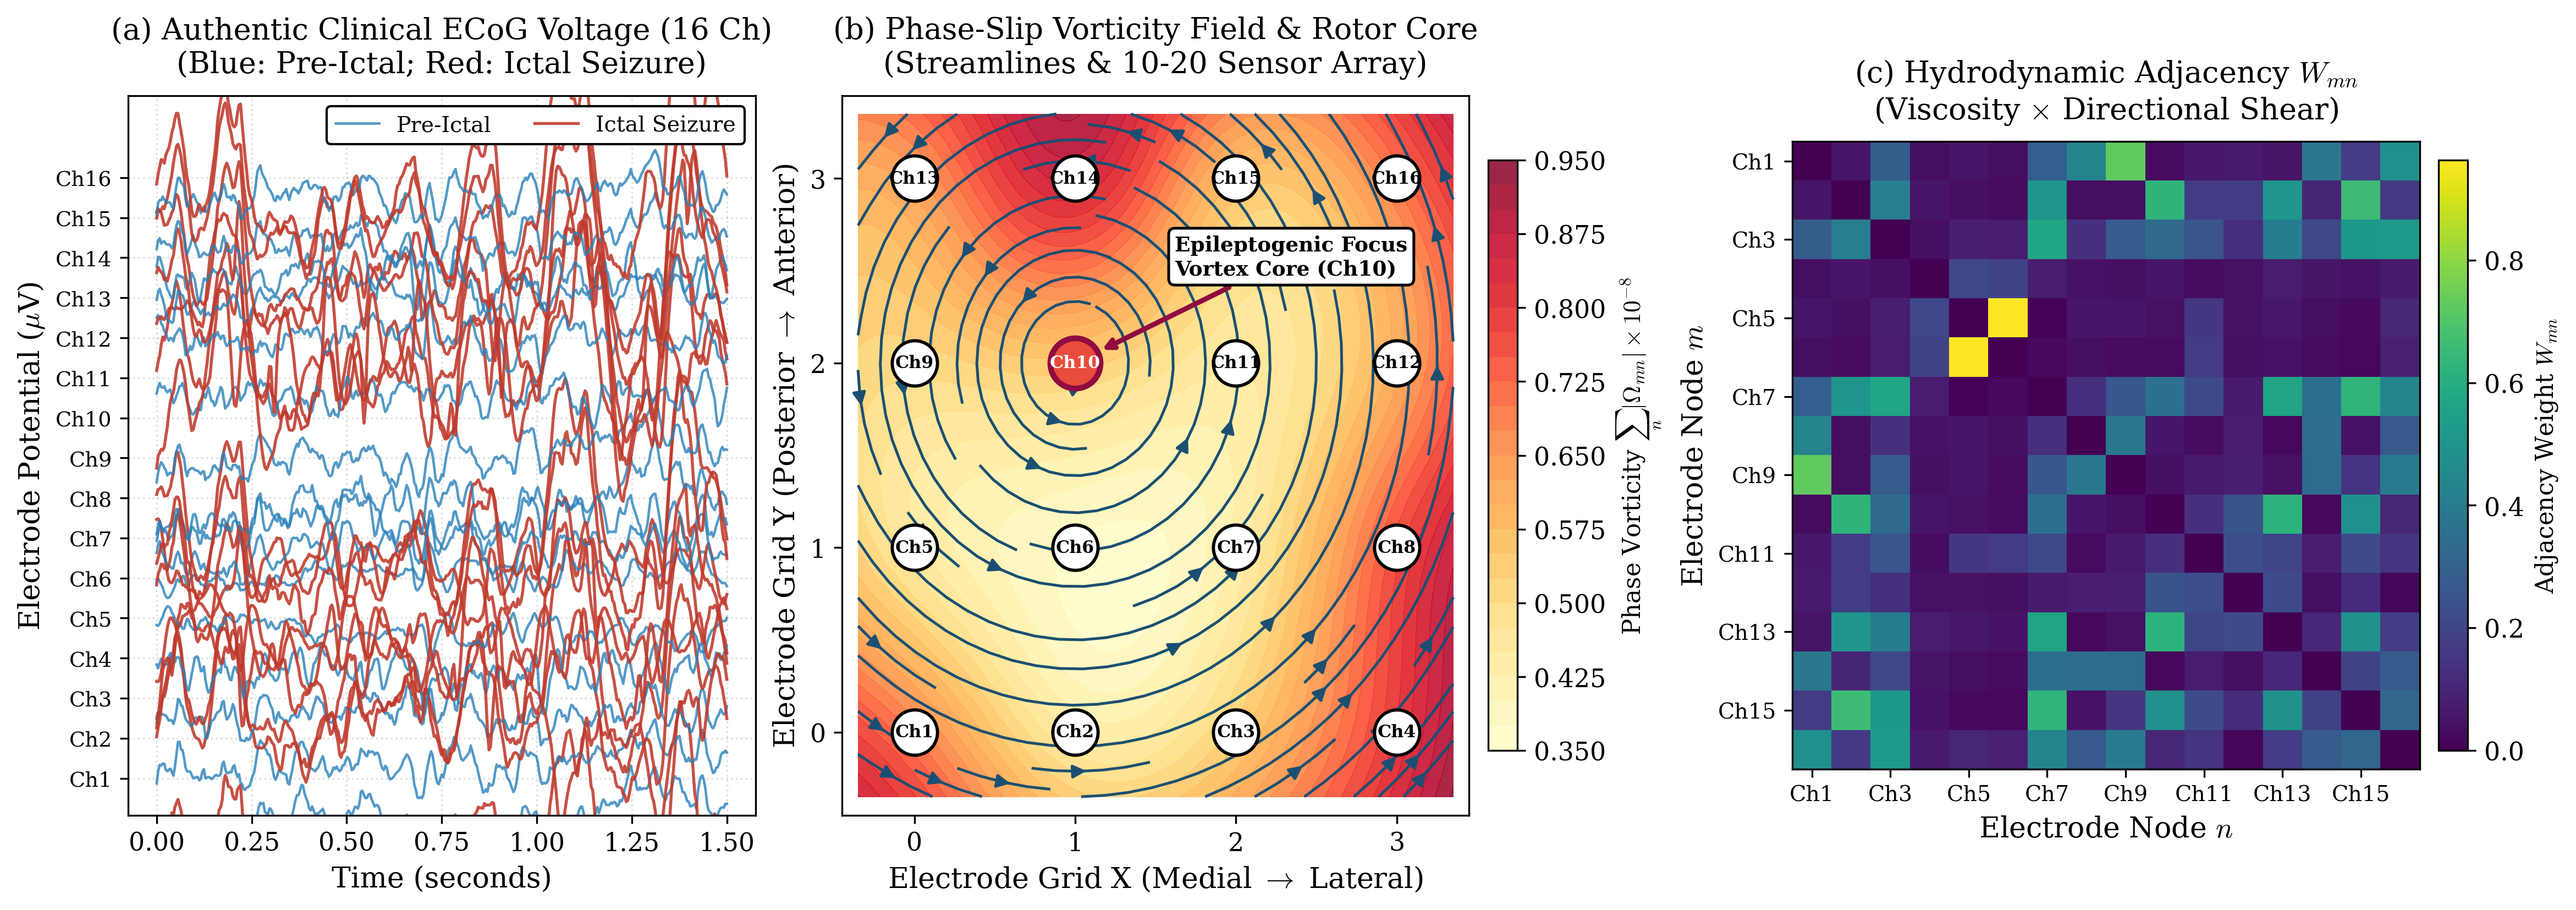 (a) Authentic Clinical ECoG Voltage (16 Ch)
(Blue: Pre-Ictal; Red: Ictal Seizure)
Pre-Ictal
Ictal Seizure
Electrode Potential (μV)
Ch16
Ch15
Ch14
Ch13
Ch12
Ch11
Ch10
Ch9
Ch8
Ch7
Ch6
Ch5
Ch4
Ch3
Ch2
Ch1
0.00 0.25 0.50 0.75 1.00 1.25 1.50
Time (seconds)
(b) Phase-Slip Vorticity Field & Rotor Core
(Streamlines & 10-20 Sensor Array)
Electrode Grid Y (Posterior → Anterior)
3
2
1
0
Ch13 Ch14 Ch15 Ch16
Epileptogenic Focus
Vortex Core (Ch10)
Ch9 Ch10 Ch11 Ch12
Ch5 Ch6 Ch7 Ch8
Ch1 Ch2 Ch3 Ch4
0 1 2 3
Electrode Grid X (Medial → Lateral)
0.950
0.875
0.800
0.725
0.650
0.575
0.500
0.425
0.350
Phase Vorticity ∑n |Ωmn| × 10⁻⁸
(c) Hydrodynamic Adjacency Wmn
(Viscosity × Directional Shear)
Electrode Node m
Ch1
Ch3
Ch5
Ch7
Ch9
Ch11
Ch13
Ch15
Ch1 Ch3 Ch5 Ch7 Ch9 Ch11 Ch13 Ch15
Electrode Node n
0.8
0.6
0.4
0.2
0.0
Adjacency Weight Wmn